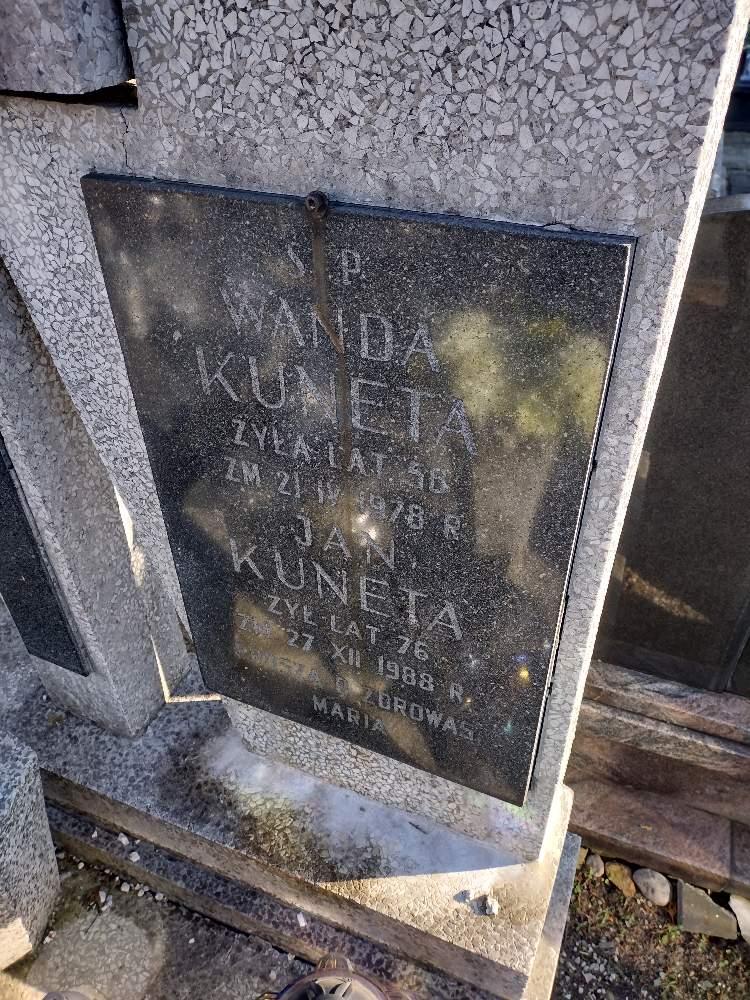 Ś P
WANDA
KUNETA
ŻYŁA LAT 58
ZM 21 IV 1978 R
JAN
KUNETA
ŻYŁ LAT 76
ZM 27 XII 1988 R
O ZDROWAŚ
MARIA